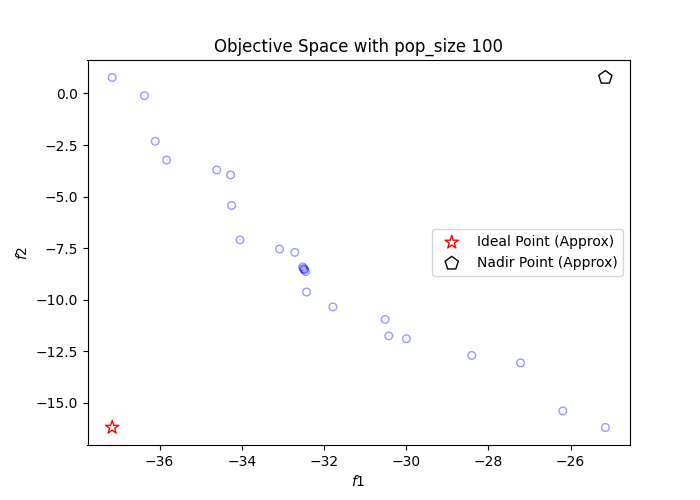 Objective Space with pop_size 100
0.0
−2.5
−5.0
−7.5
−10.0
−12.5
−15.0
f2
Ideal Point (Approx)
Nadir Point (Approx)
−36
−34
−32
−30
−28
−26
f1